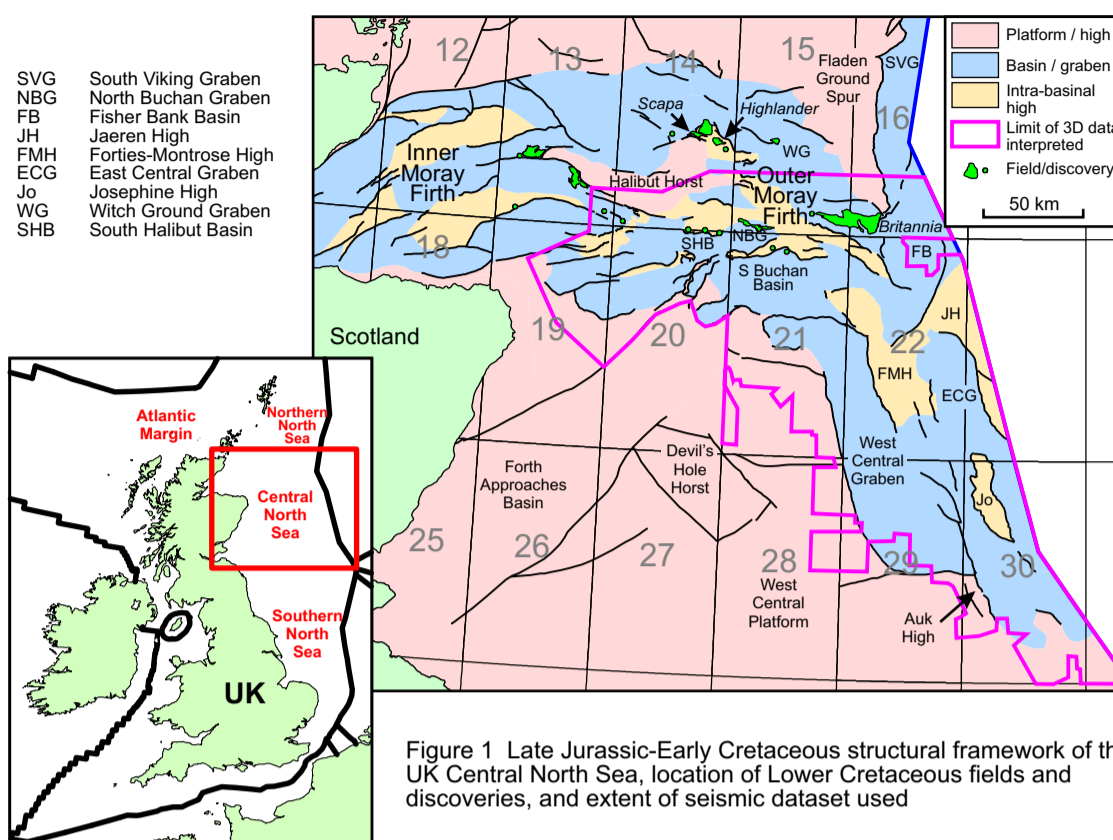 SVG South Viking Graben
NBG North Buchan Graben
FB Fisher Bank Basin
JH Jaeren High
FMH Forties-Montrose High
ECG East Central Graben
Jo Josephine High
WG Witch Ground Graben
SHB South Halibut Basin
12
13
14
15
16
Fladen
Ground
Spur
SVG
Scapa
Highlander
WG
Inner
Moray
Firth
Halibut Horst
Outer
Moray
Firth
Britannia
SHB
NBG
FB
S Buchan
Basin
18
19
20
21
22
JH
FMH
ECG
Scotland
West
Central
Graben
Devil's
Hole
Horst
Forth
Approaches
Basin
Jo
25
26
27
28
29
30
West
Central
Platform
Auk
High
Platform / high
Basin / graben
Intra-basinal
high
Limit of 3D data
interpreted
Field/discovery
50 km
Atlantic
Margin
Northern
North
Sea
Central
North
Sea
Southern
North
Sea
UK
Figure 1 Late Jurassic-Early Cretaceous structural framework of th
UK Central North Sea, location of Lower Cretaceous fields and
discoveries, and extent of seismic dataset used